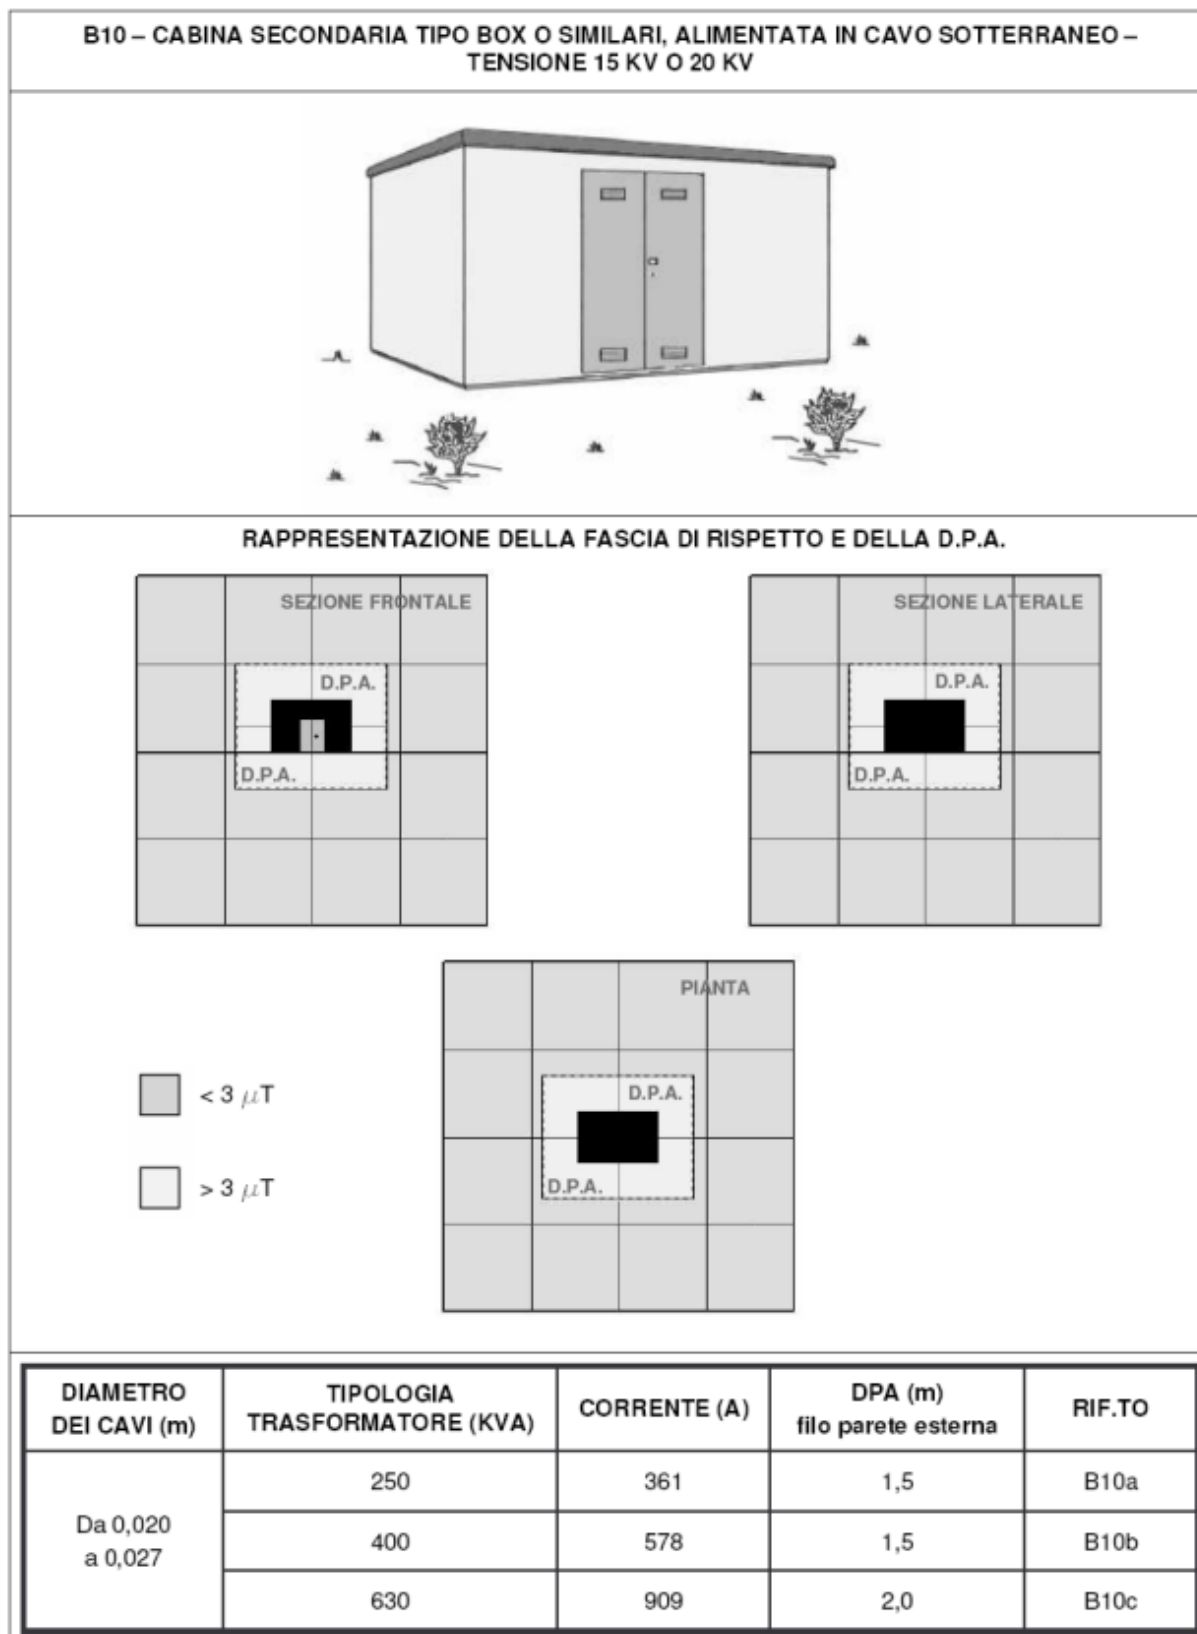 B10 – CABINA SECONDARIA TIPO BOX O SIMILARI, ALIMENTATA IN CAVO SOTTERRANEO –
TENSIONE 15 KV O 20 KV
RAPPRESENTAZIONE DELLA FASCIA DI RISPETTO E DELLA D.P.A.
SEZIONE FRONTALE
D.P.A.
D.P.A.
SEZIONE LATERALE
D.P.A.
D.P.A.
PIANTA
D.P.A.
D.P.A.
< 3 µT
> 3 µT
DIAMETRO
DEI CAVI (m)
TIPOLOGIA
TRASFORMATORE (KVA)
CORRENTE (A)
DPA (m)
filo parete esterna
RIF.TO
Da 0,020
a 0,027
250
361
1,5
B10a
400
578
1,5
B10b
630
909
2,0
B10c